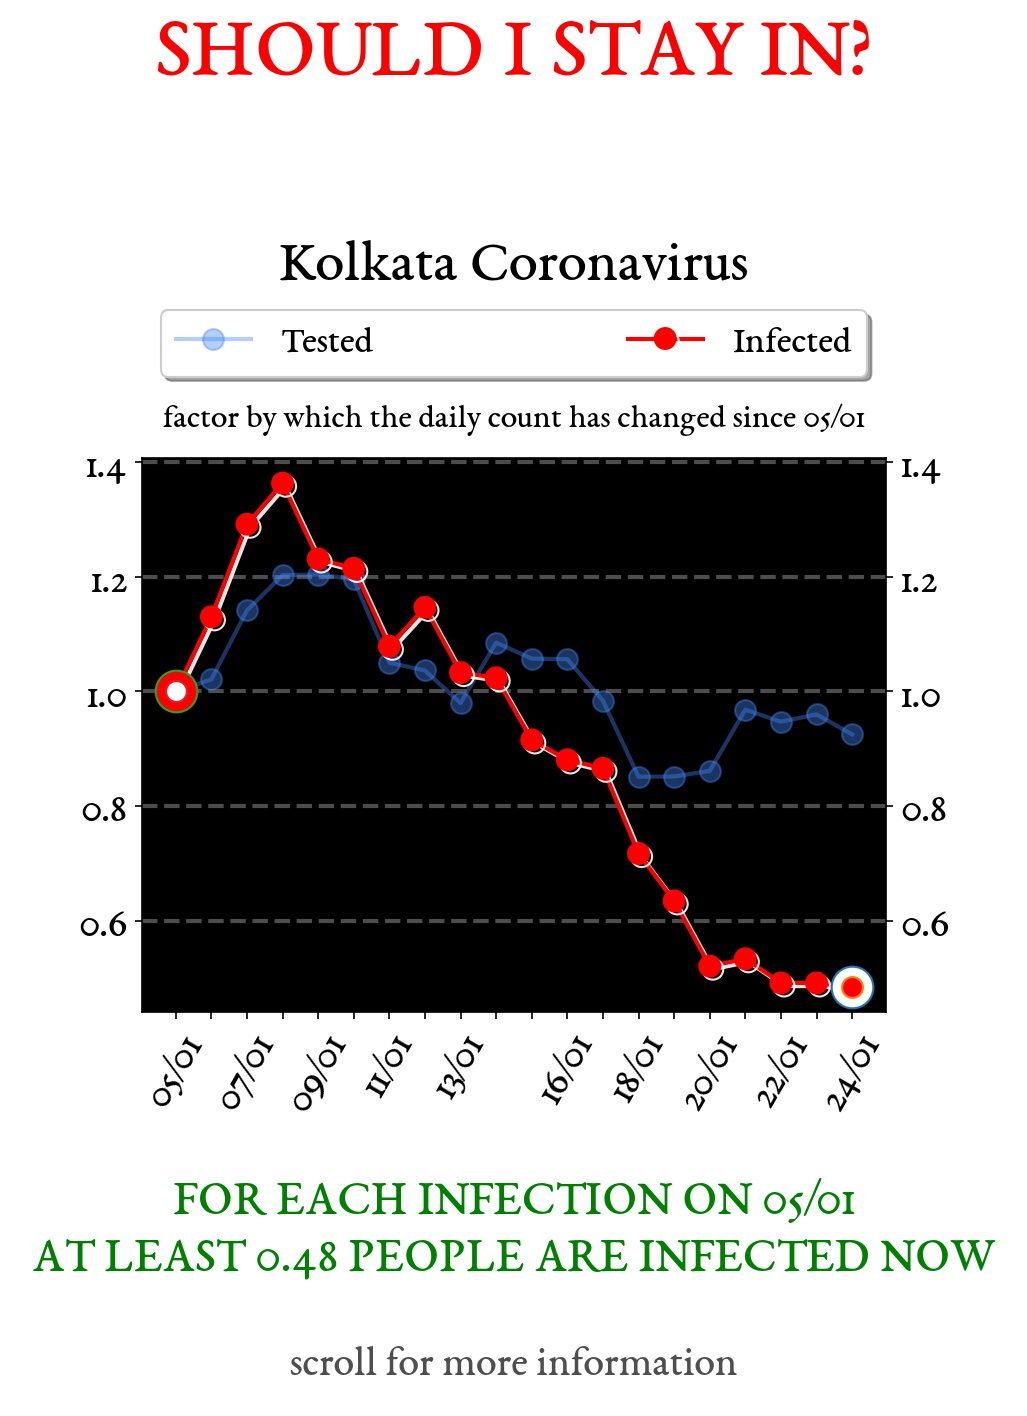 SHOULD I STAY IN?
Kolkata Coronavirus
Tested Infected
factor by which the daily count has changed since 05/01
1.4 1.4
1.2 1.2
1.0 1.0
0.8 0.8
0.6 0.6
05/01 07/01 09/01 11/01 13/01 16/01 18/01 20/01 22/01 24/01
FOR EACH INFECTION ON 05/01
AT LEAST 0.48 PEOPLE ARE INFECTED NOW
scroll for more information